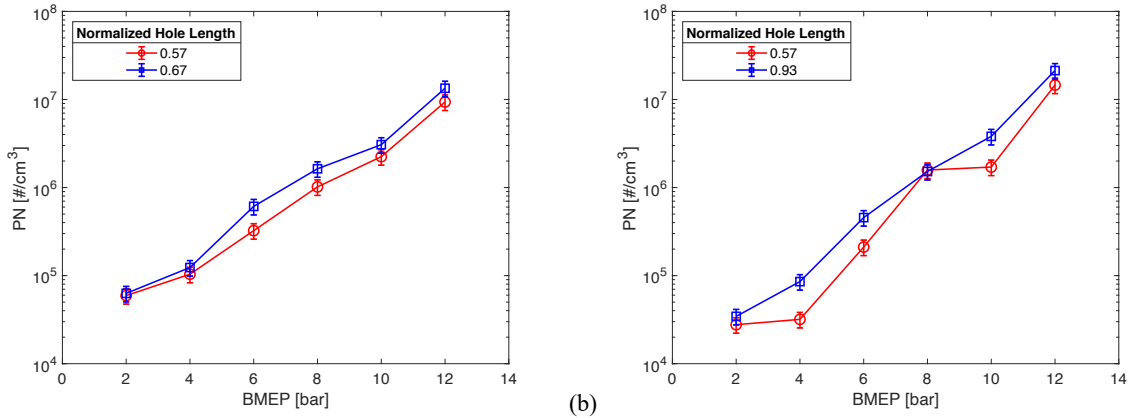 Normalized Hole Length
0.57
0.67
10^8
10^7
10^6
10^5
10^4
PN [#/cm^3]
0 2 4 6 8 10 12 14
BMEP [bar]
(b)
Normalized Hole Length
0.57
0.93
10^8
10^7
10^6
10^5
10^4
PN [#/cm^3]
0 2 4 6 8 10 12 14
BMEP [bar]